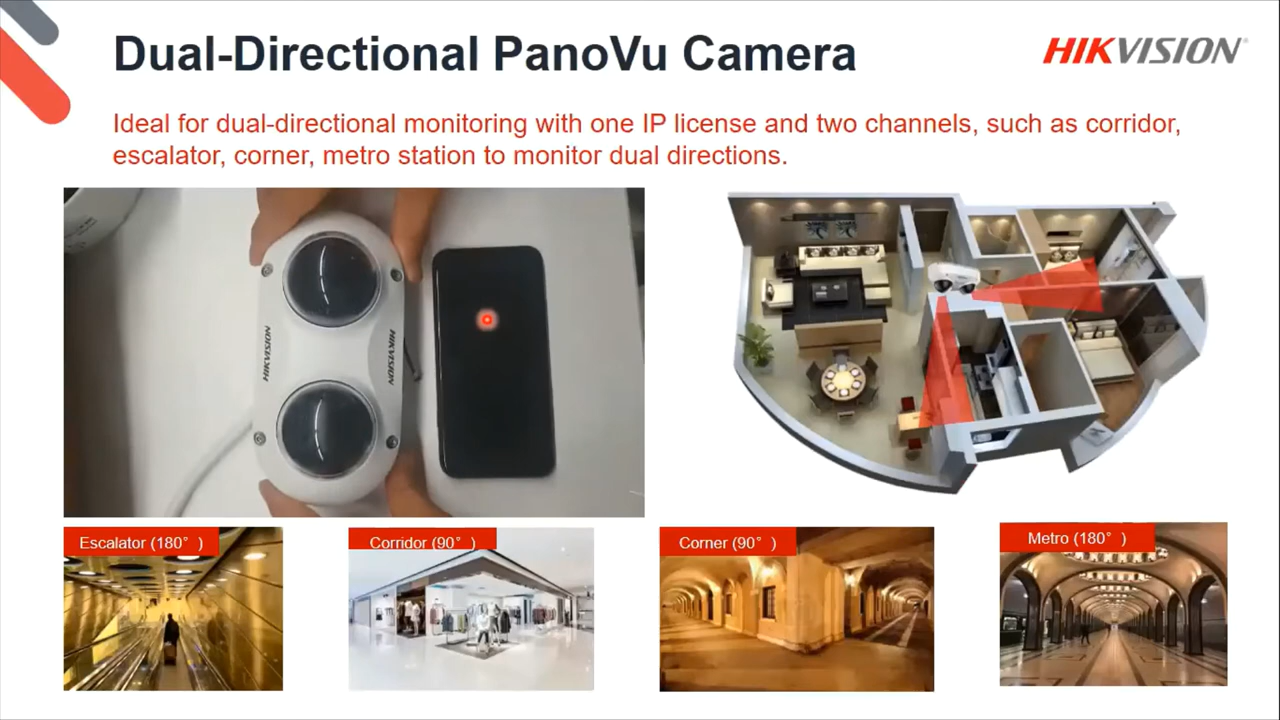 Dual-Directional PanoVu Camera
HIKVISION®
Ideal for dual-directional monitoring with one IP license and two channels, such as corridor,
escalator, corner, metro station to monitor dual directions.
HIKVISION
HIKVISION
Escalator (180° )
Corridor (90° )
Corner (90° )
Metro (180° )